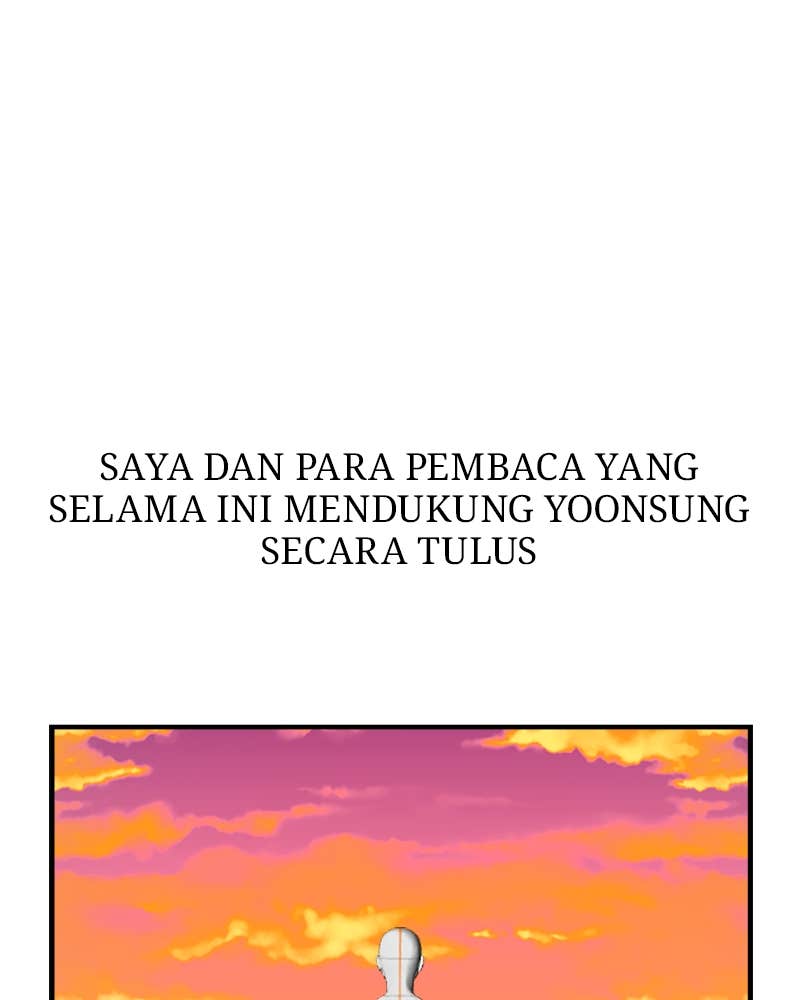 SAYA DAN PARA PEMBACA YANG
SELAMA INI MENDUKUNG YOONSUNG
SECARA TULUS